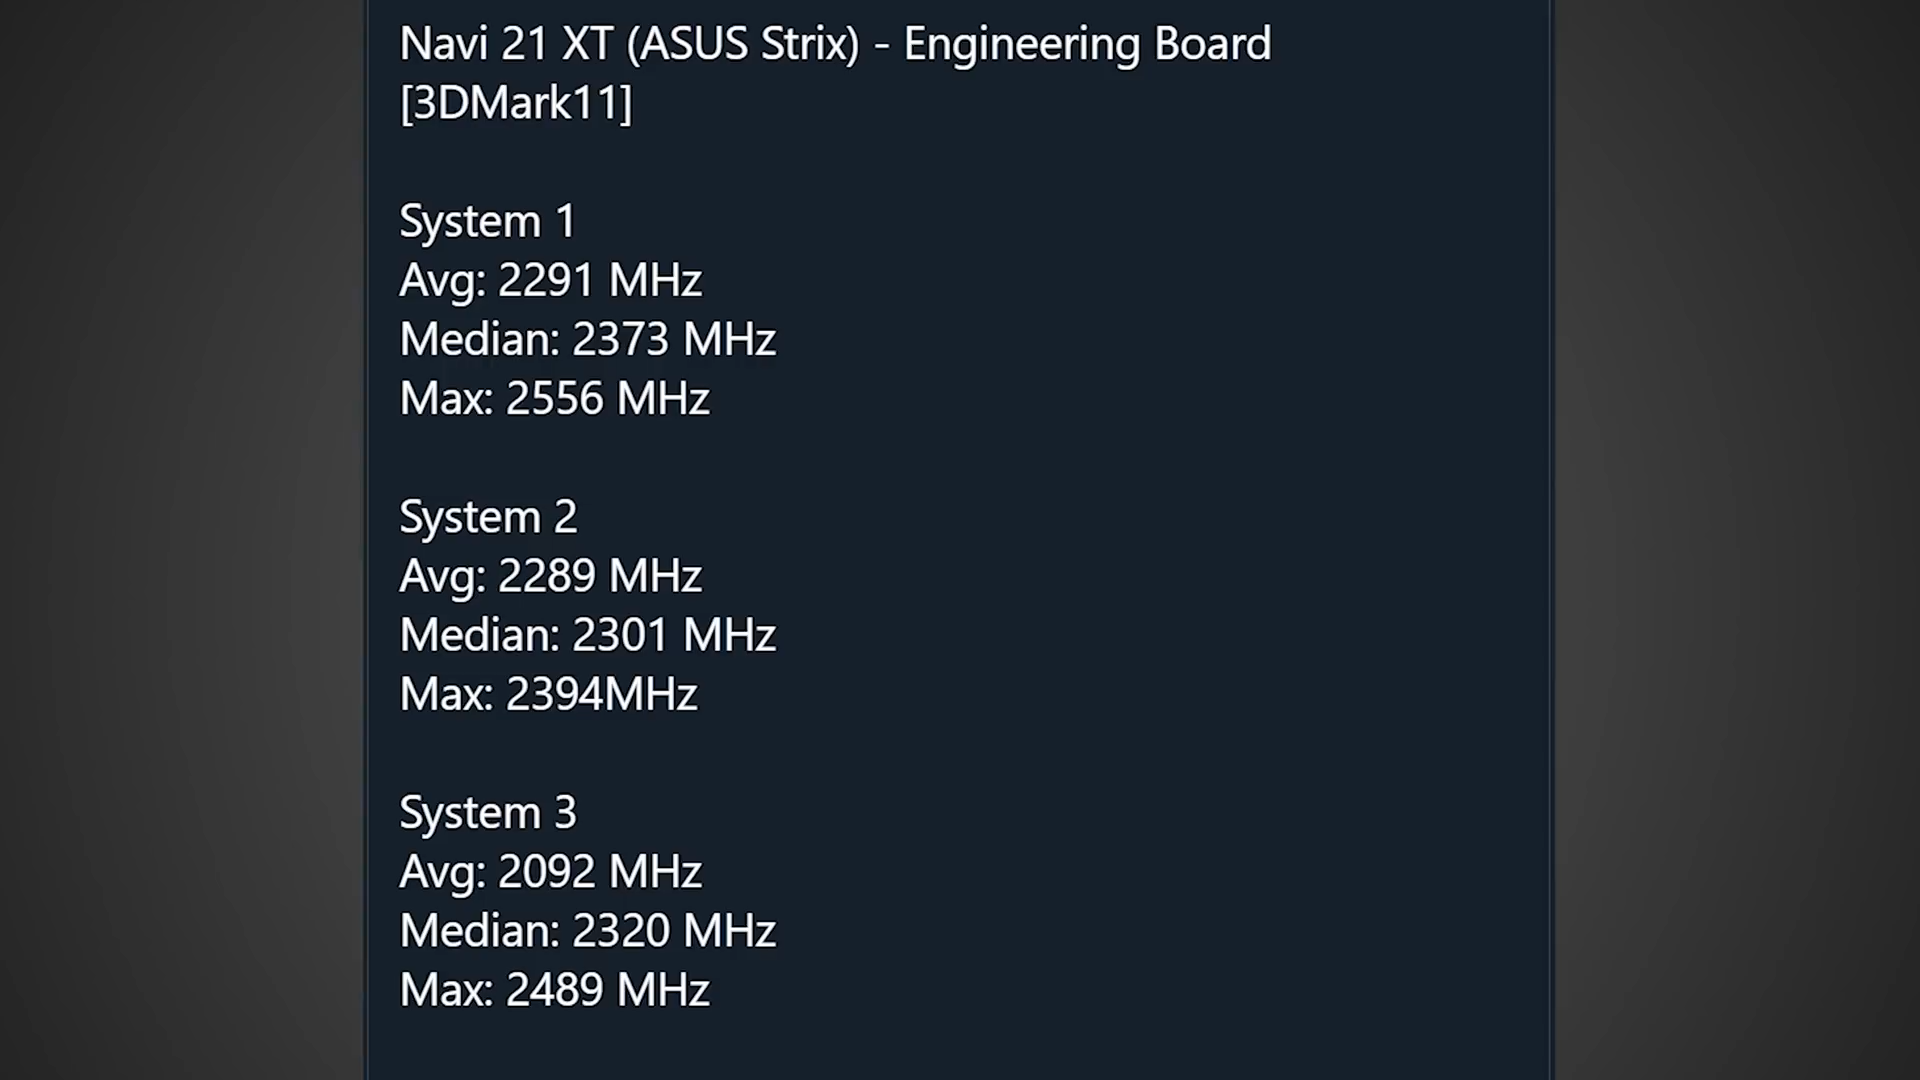 Navi 21 XT (ASUS Strix) - Engineering Board
[3DMark11]
System 1
Avg: 2291 MHz
Median: 2373 MHz
Max: 2556 MHz
System 2
Avg: 2289 MHz
Median: 2301 MHz
Max: 2394MHz
System 3
Avg: 2092 MHz
Median: 2320 MHz
Max: 2489 MHz